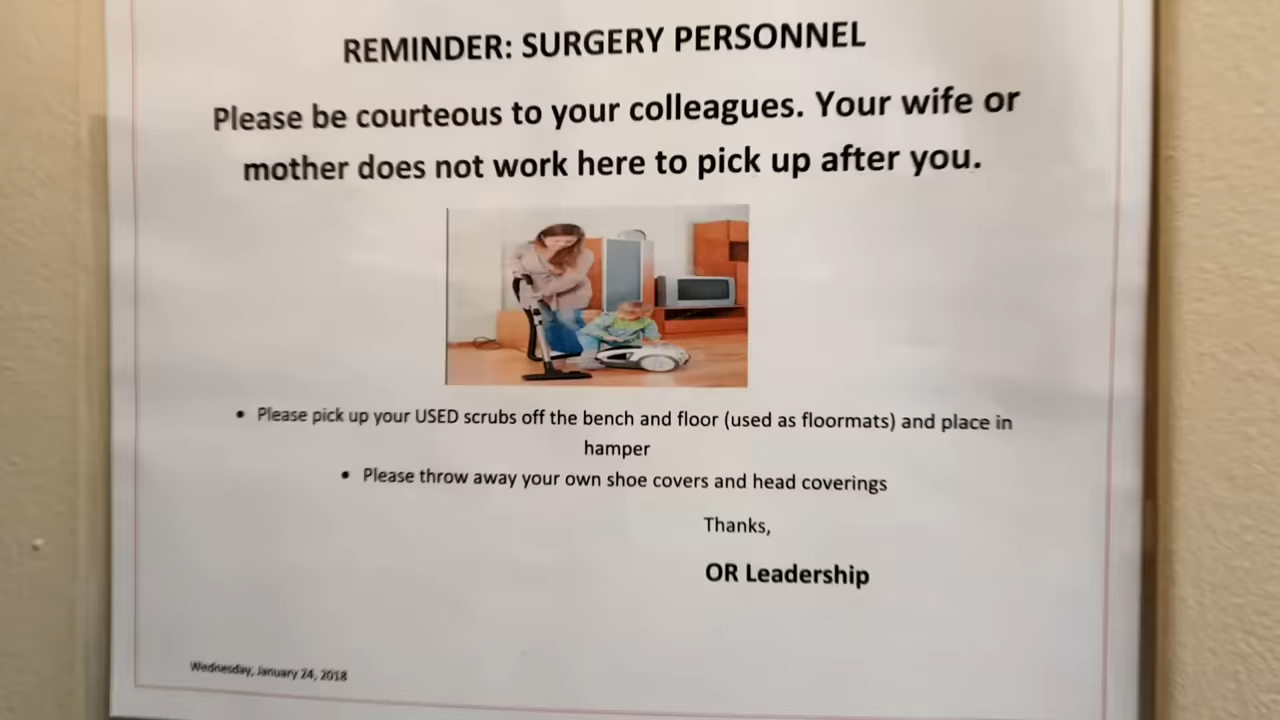 REMINDER: SURGERY PERSONNEL
Please be courteous to your colleagues. Your wife or
mother does not work here to pick up after you.
• Please pick up your USED scrubs off the bench and floor (used as floormats) and place in
hamper
• Please throw away your own shoe covers and head coverings
Thanks,
OR Leadership
Wednesday, January 24, 2018